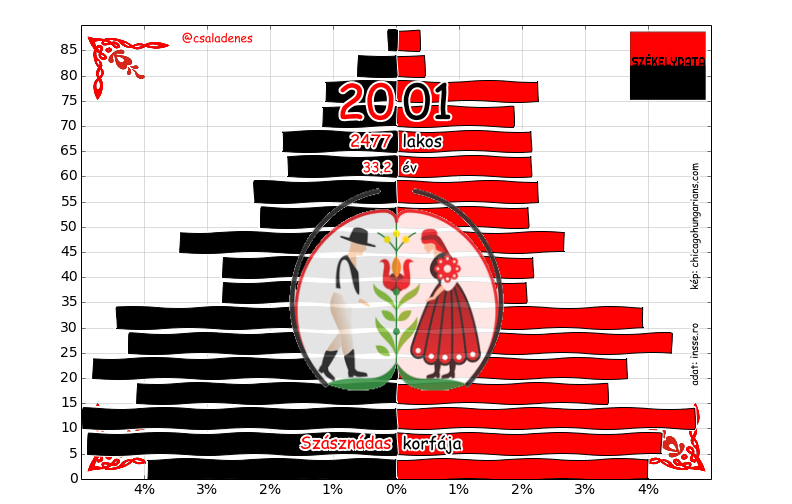 @csaladenes
SZÉKELYDATA
2001
2477 lakos
33,2 év
Szásznádas korfája
kép: chicagohungarians.com
adat: insse.ro
85
80
75
70
65
60
55
50
45
40
35
30
25
20
15
10
5
0
4% 3% 2% 1% 0% 1% 2% 3% 4%